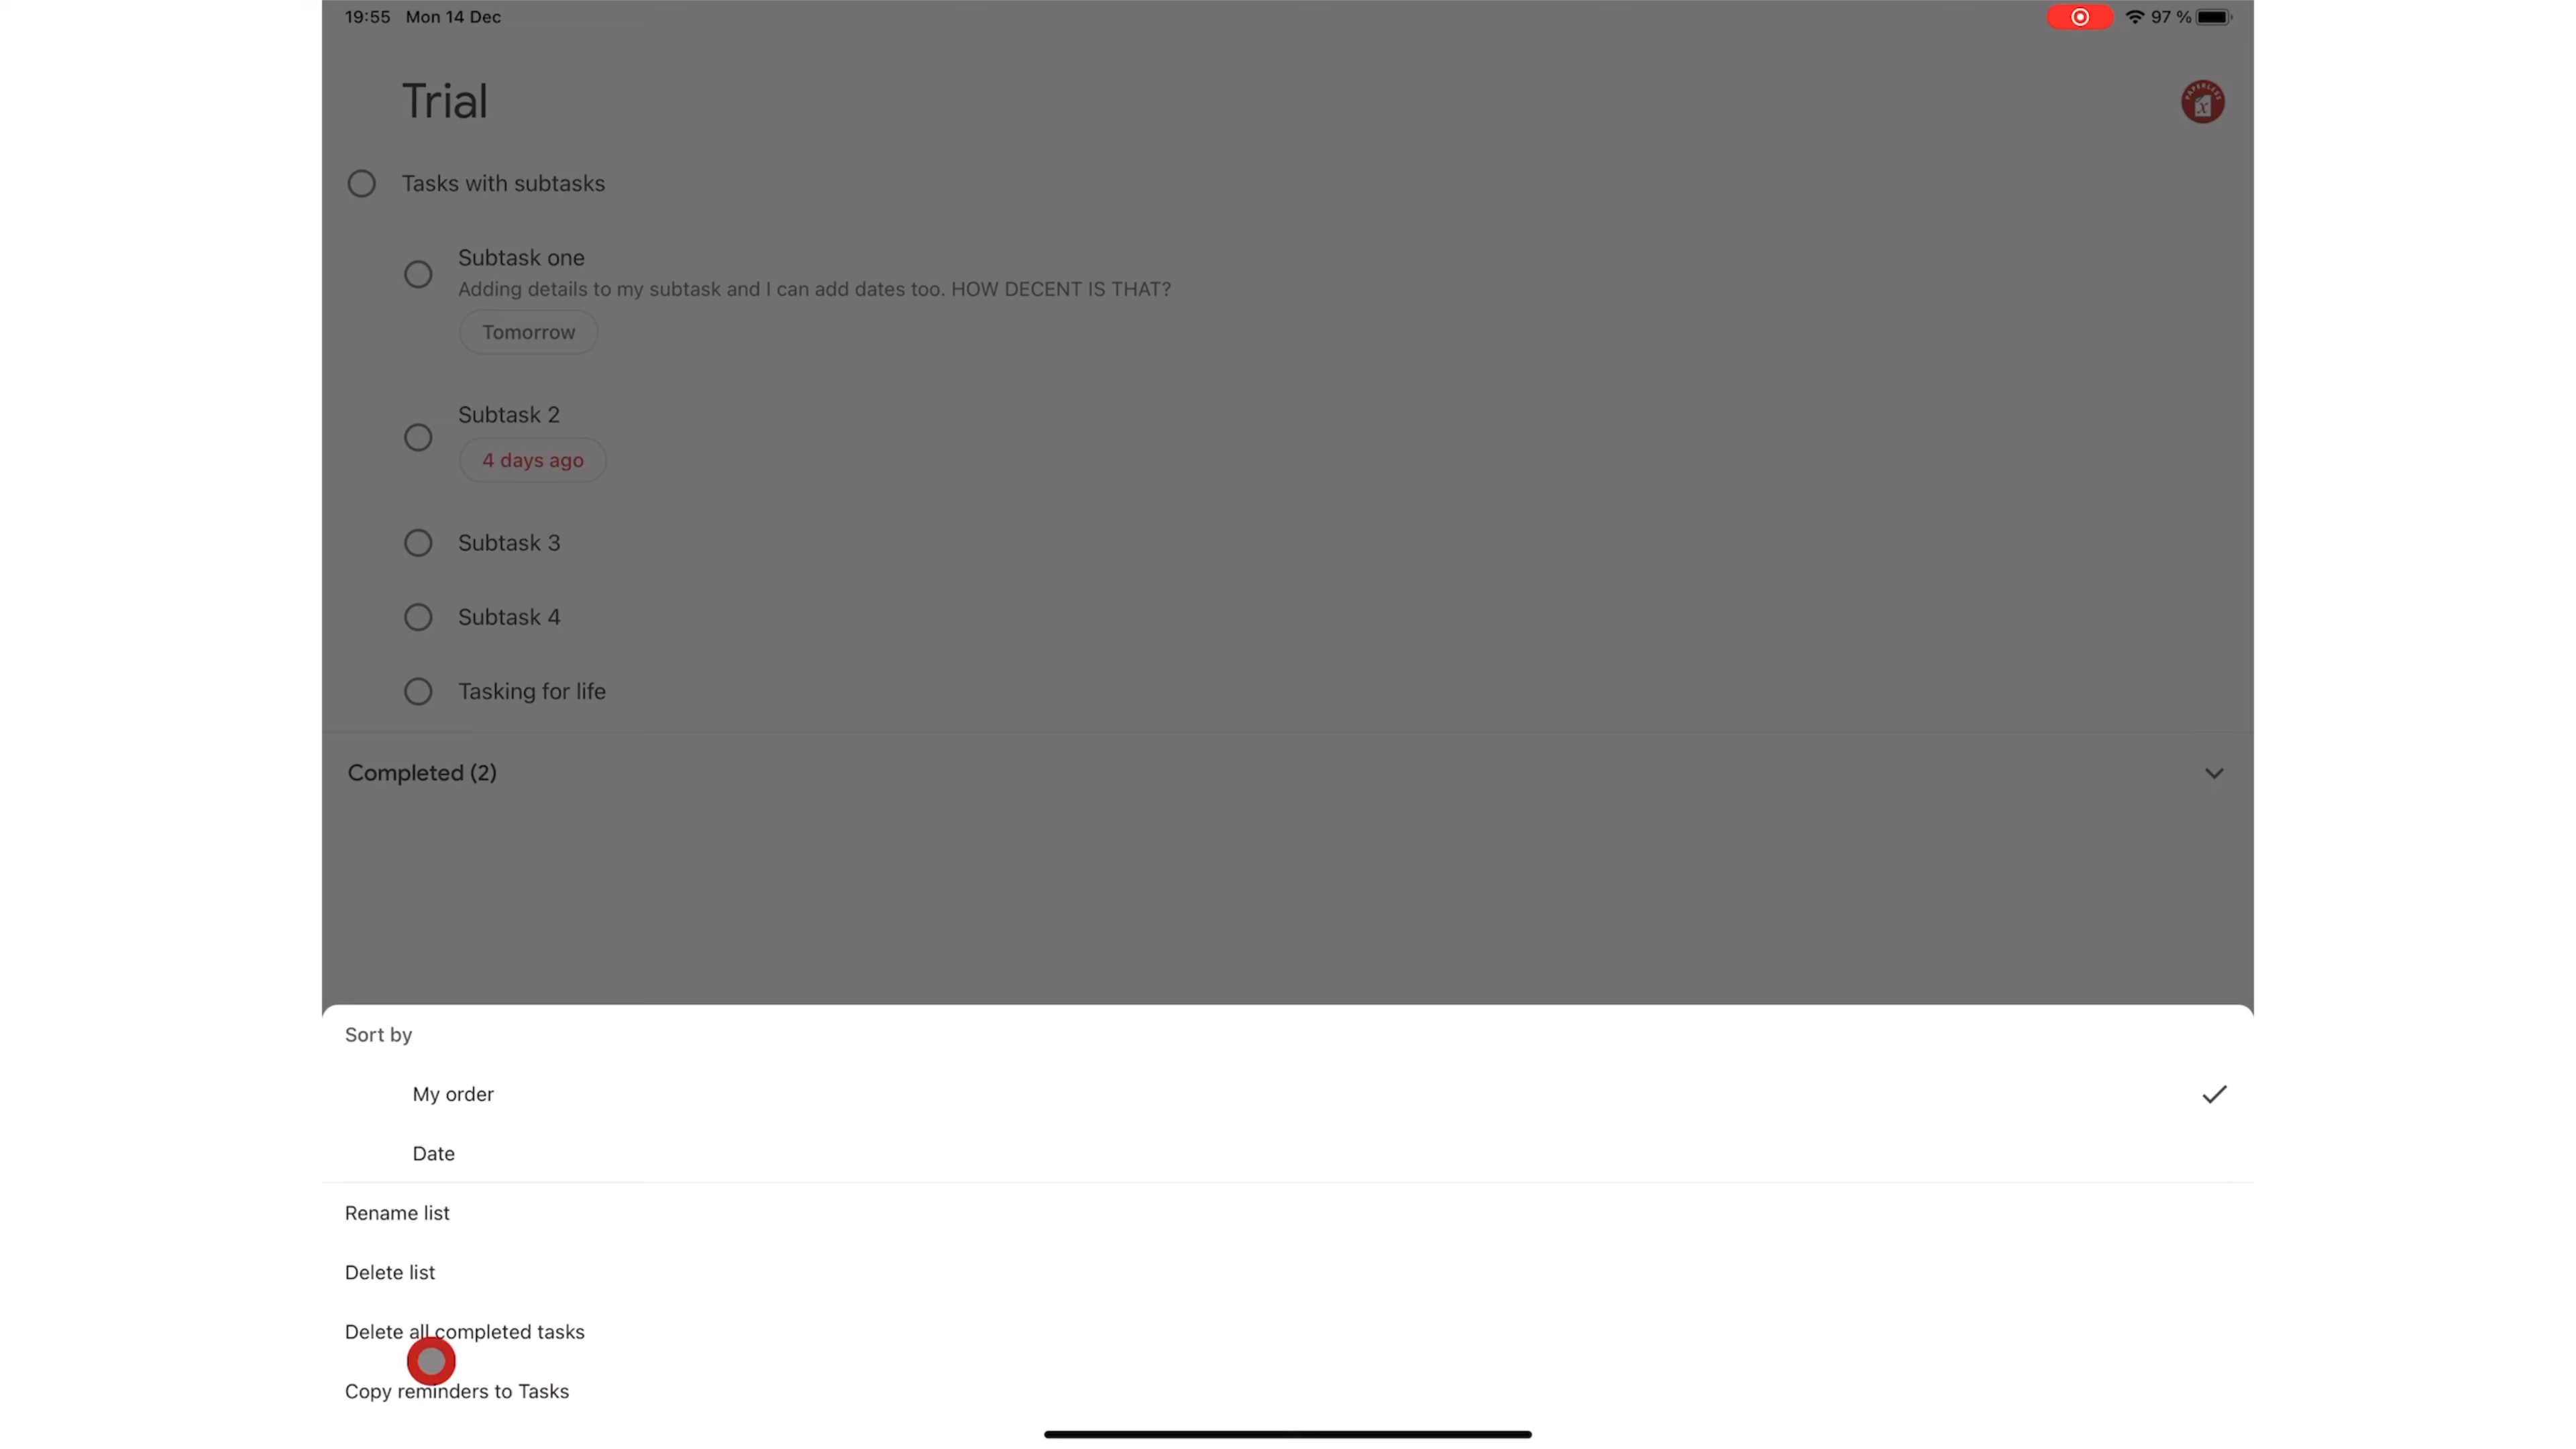 19:55 Mon 14 Dec
97 %
Trial
PAPERLESS
X
Tasks with subtasks
Subtask one
Adding details to my subtask and I can add dates too. HOW DECENT IS THAT?
Tomorrow
Subtask 2
4 days ago
Subtask 3
Subtask 4
Tasking for life
Completed (2)
Sort by
My order
Date
Rename list
Delete list
Delete all completed tasks
Copy reminders to Tasks